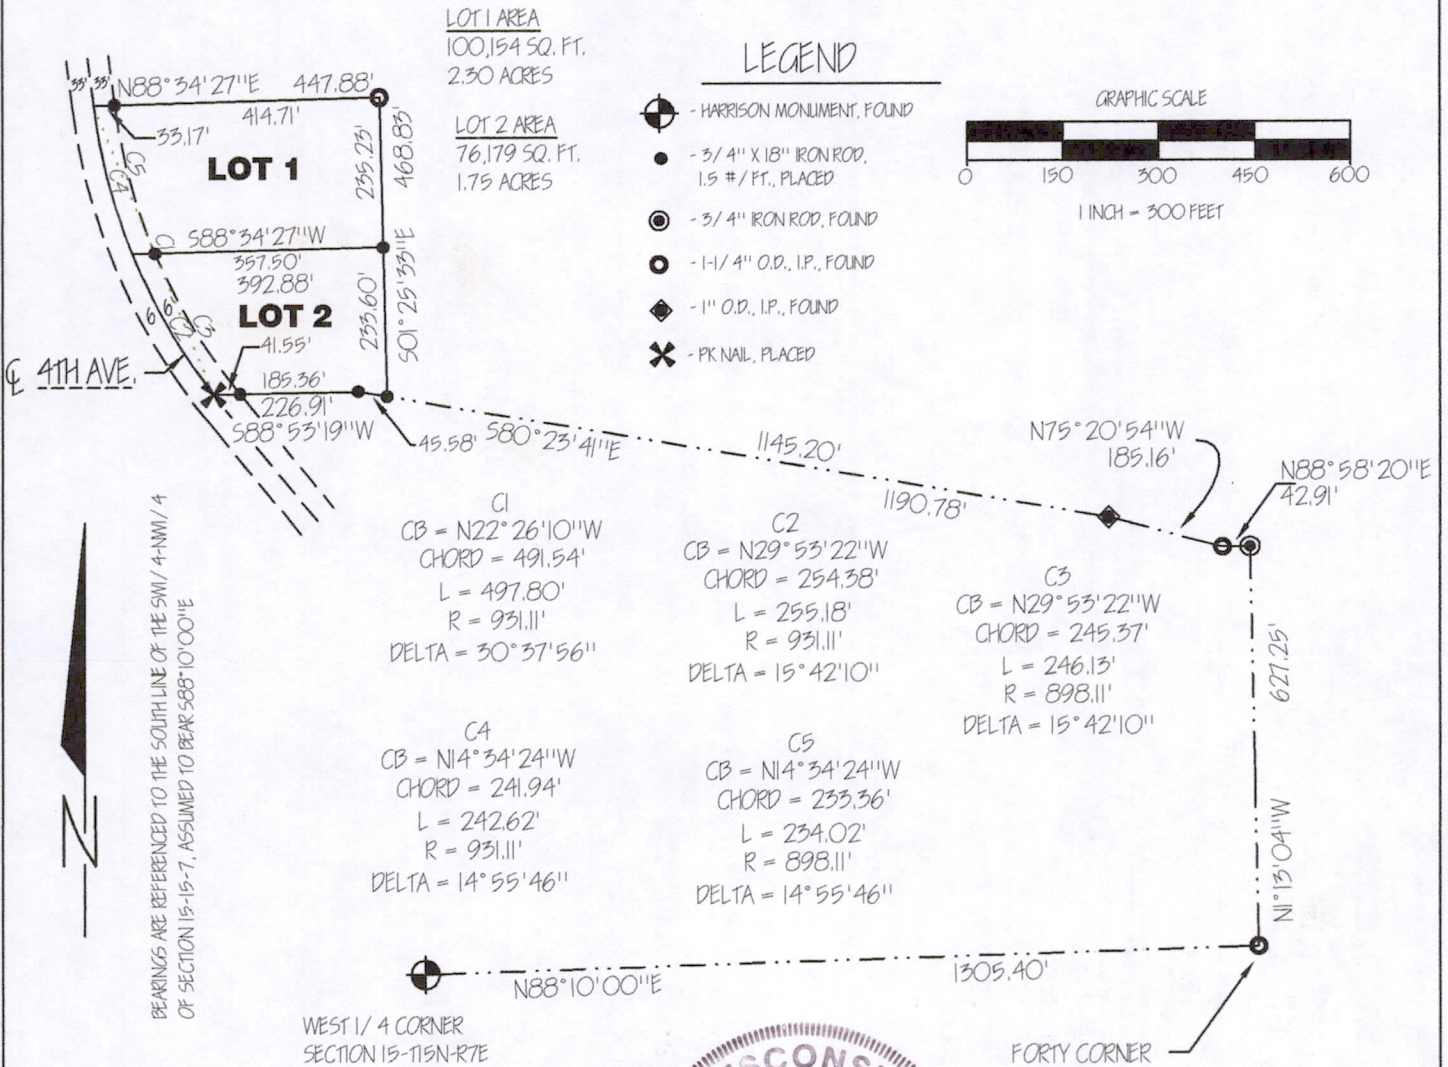 LOT 1 AREA
100,154 SQ. FT.
2.30 ACRES
LOT 2 AREA
76,179 SQ. FT.
1.75 ACRES
LEGEND
- HARRISON MONUMENT, FOUND
- 3/4" X 18" IRON ROD,
1.5 #/FT., PLACED
- 3/4" IRON ROD, FOUND
- 1-1/4" O.D., I.P., FOUND
- 1" O.D., I.P., FOUND
- PK NAIL, PLACED
GRAPHIC SCALE
0 150 300 450 600
1 INCH = 300 FEET
33' 33'
N88°34'27"E 447.88'
414.71'
33.17'
LOT 1
235.23'
468.83'
C5
C4
C1
S88°34'27"W
357.50'
392.88'
LOT 2
233.60'
S01°25'33"E
C3
C2
41.55'
℄ 4TH AVE.
185.36'
226.91'
S88°53'19"W
45.58'
S80°23'41"E
1145.20'
1190.78'
N75°20'54"W
185.16'
N88°58'20"E
42.91'
C1
CB = N22°26'10"W
CHORD = 491.54'
L = 497.80'
R = 931.11'
DELTA = 30°37'56"
C2
CB = N29°53'22"W
CHORD = 254.38'
L = 255.18'
R = 931.11'
DELTA = 15°42'10"
C3
CB = N29°53'22"W
CHORD = 245.37'
L = 246.13'
R = 898.11'
DELTA = 15°42'10"
C4
CB = N14°34'24"W
CHORD = 241.94'
L = 242.62'
R = 931.11'
DELTA = 14°55'46"
C5
CB = N14°34'24"W
CHORD = 233.36'
L = 234.02'
R = 898.11'
DELTA = 14°55'46"
627.25'
N1°13'04"W
N
BEARINGS ARE REFERENCED TO THE SOUTH LINE OF THE SW1/4-NW1/4
OF SECTION 15-15-7, ASSUMED TO BEAR S88°10'00"E
N88°10'00"E
1305.40'
WEST 1/4 CORNER
SECTION 15-T15N-R7E
FORTY CORNER